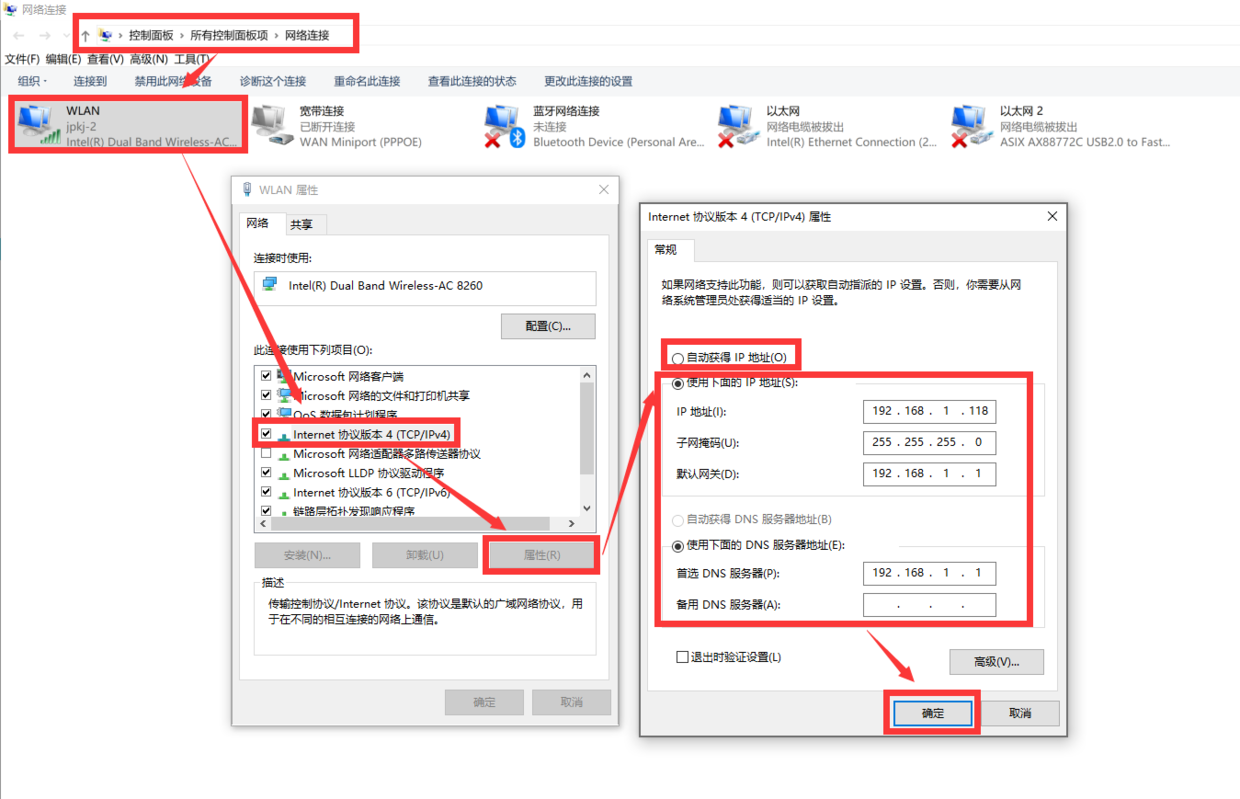 网络连接
控制面板 › 所有控制面板项 › 网络连接
文件(F) 编辑(E) 查看(V) 高级(N) 工具(T)
组织 连接到 禁用此网络设备 诊断这个连接 重命名此连接 查看此连接的状态 更改此连接的设置
WLAN
jpkj-2
Intel(R) Dual Band Wireless-AC...
宽带连接
已断开连接
WAN Miniport (PPPOE)
蓝牙网络连接
未连接
Bluetooth Device (Personal Are...
以太网
网络电缆被拔出
Intel(R) Ethernet Connection (2...
以太网 2
网络电缆被拔出
ASIX AX88772C USB2.0 to Fast...
WLAN 属性
网络 共享
连接时使用:
Intel(R) Dual Band Wireless-AC 8260
配置(C)...
此连接使用下列项目(O):
Microsoft 网络客户端
Microsoft 网络的文件和打印机共享
QoS 数据包计划程序
Internet 协议版本 4 (TCP/IPv4)
Microsoft 网络适配器多路传送器协议
Microsoft LLDP 协议驱动程序
Internet 协议版本 6 (TCP/IPv6)
链路层拓扑发现响应程序
安装(N)... 卸载(U) 属性(R)
描述
传输控制协议/Internet 协议。该协议是默认的广域网络协议，用
于在不同的相互连接的网络上通信。
确定 取消
Internet 协议版本 4 (TCP/IPv4) 属性
常规
如果网络支持此功能，则可以获取自动指派的 IP 设置。否则，你需要从网
络系统管理员处获得适当的 IP 设置。
自动获得 IP 地址(O)
使用下面的 IP 地址(S):
IP 地址(I): 192 . 168 . 1 . 118
子网掩码(U): 255 . 255 . 255 . 0
默认网关(D): 192 . 168 . 1 . 1
自动获得 DNS 服务器地址(B)
使用下面的 DNS 服务器地址(E):
首选 DNS 服务器(P): 192 . 168 . 1 . 1
备用 DNS 服务器(A): . . .
退出时验证设置(L)
高级(V)...
确定 取消